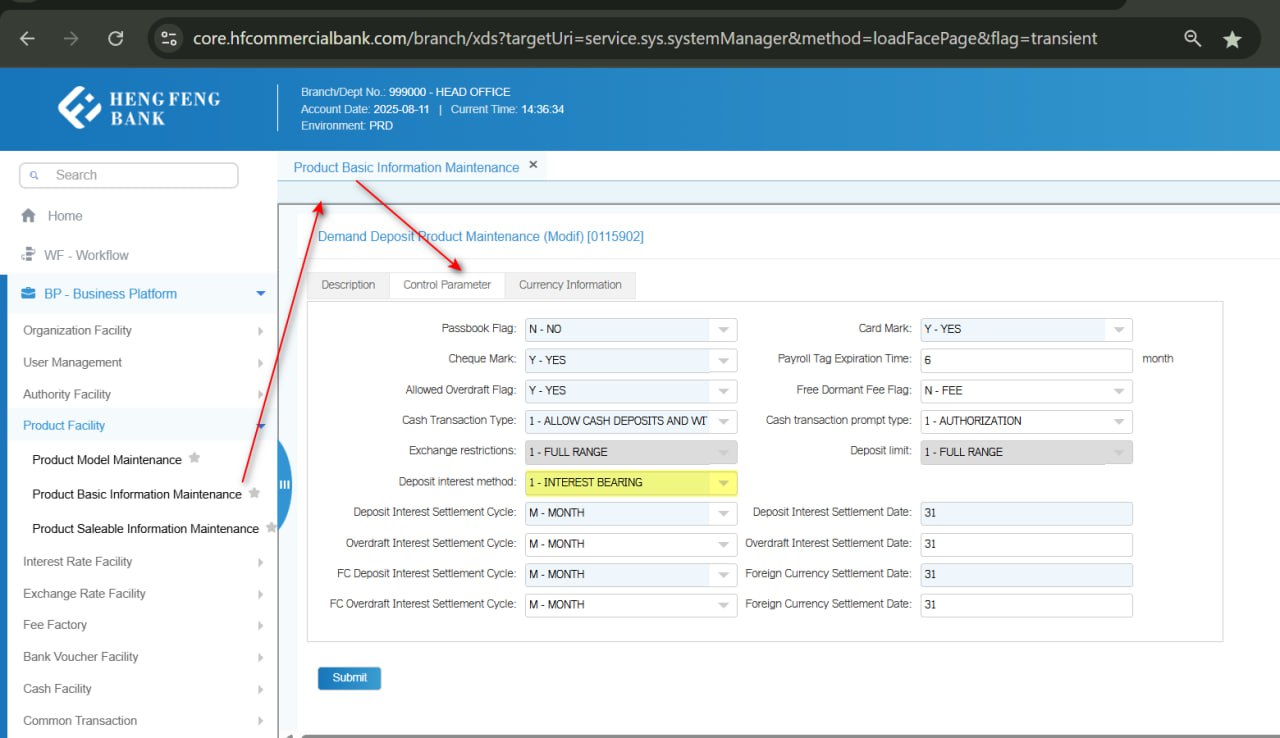 core.hfcommercialbank.com/branch/xds?targetUri=service.sys.systemManager&method=loadFacePage&flag=transient
HENG FENG
BANK
Branch/Dept No.: 999000 - HEAD OFFICE
Account Date: 2025-08-11 | Current Time: 14:36:34
Environment: PRD
Search
Home
WF - Workflow
BP - Business Platform
Organization Facility
User Management
Authority Facility
Product Facility
Product Model Maintenance
Product Basic Information Maintenance
Product Saleable Information Maintenance
Interest Rate Facility
Exchange Rate Facility
Fee Factory
Bank Voucher Facility
Cash Facility
Common Transaction
Product Basic Information Maintenance
Demand Deposit Product Maintenance (Modif) [0115902]
Description Control Parameter Currency Information
Passbook Flag: N - NO Card Mark: Y - YES
Cheque Mark: Y - YES Payroll Tag Expiration Time: 6 month
Allowed Overdraft Flag: Y - YES Free Dormant Fee Flag: N - FEE
Cash Transaction Type: 1 - ALLOW CASH DEPOSITS AND WIT Cash transaction prompt type: 1 - AUTHORIZATION
Exchange restrictions: 1 - FULL RANGE Deposit limit: 1 - FULL RANGE
Deposit interest method: 1 - INTEREST BEARING
Deposit Interest Settlement Cycle: M - MONTH Deposit Interest Settlement Date: 31
Overdraft Interest Settlement Cycle: M - MONTH Overdraft Interest Settlement Date: 31
FC Deposit Interest Settlement Cycle: M - MONTH Foreign Currency Settlement Date: 31
FC Overdraft Interest Settlement Cycle: M - MONTH Foreign Currency Settlement Date: 31
Submit